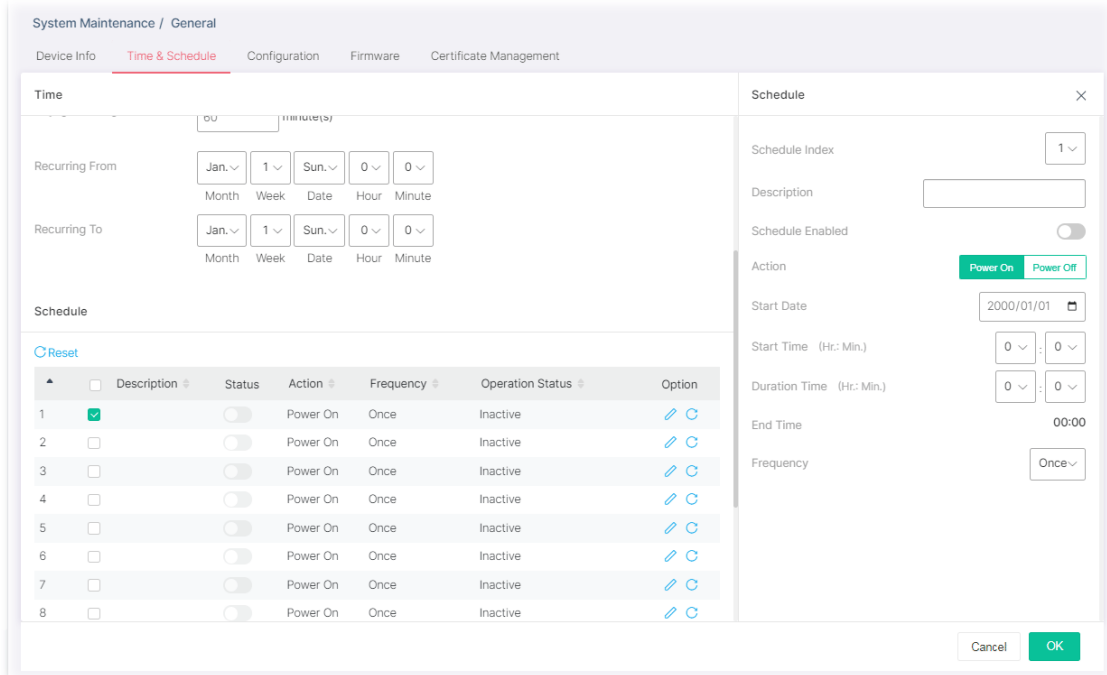 System Maintenance / General
Device Info Time & Schedule Configuration Firmware Certificate Management
Time
60 minute(s)
Recurring From Jan. 1 Sun. 0 0
Month Week Date Hour Minute
Recurring To Jan. 1 Sun. 0 0
Month Week Date Hour Minute
Schedule
Reset
Description Status Action Frequency Operation Status Option
1 Power On Once Inactive
2 Power On Once Inactive
3 Power On Once Inactive
4 Power On Once Inactive
5 Power On Once Inactive
6 Power On Once Inactive
7 Power On Once Inactive
8 Power On Once Inactive
Schedule
Schedule Index 1
Description
Schedule Enabled
Action Power On Power Off
Start Date 2000/01/01
Start Time (Hr.: Min.) 0 : 0
Duration Time (Hr.: Min.) 0 : 0
End Time 00:00
Frequency Once
Cancel OK